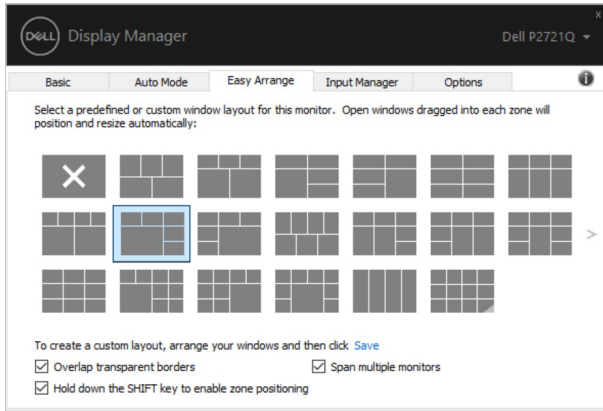 x
DELL Display Manager
Dell P2721Q
Basic Auto Mode Easy Arrange Input Manager Options
Select a predefined or custom window layout for this monitor. Open windows dragged into each zone will
position and resize automatically:
To create a custom layout, arrange your windows and then click Save
Overlap transparent borders
Span multiple monitors
Hold down the SHIFT key to enable zone positioning